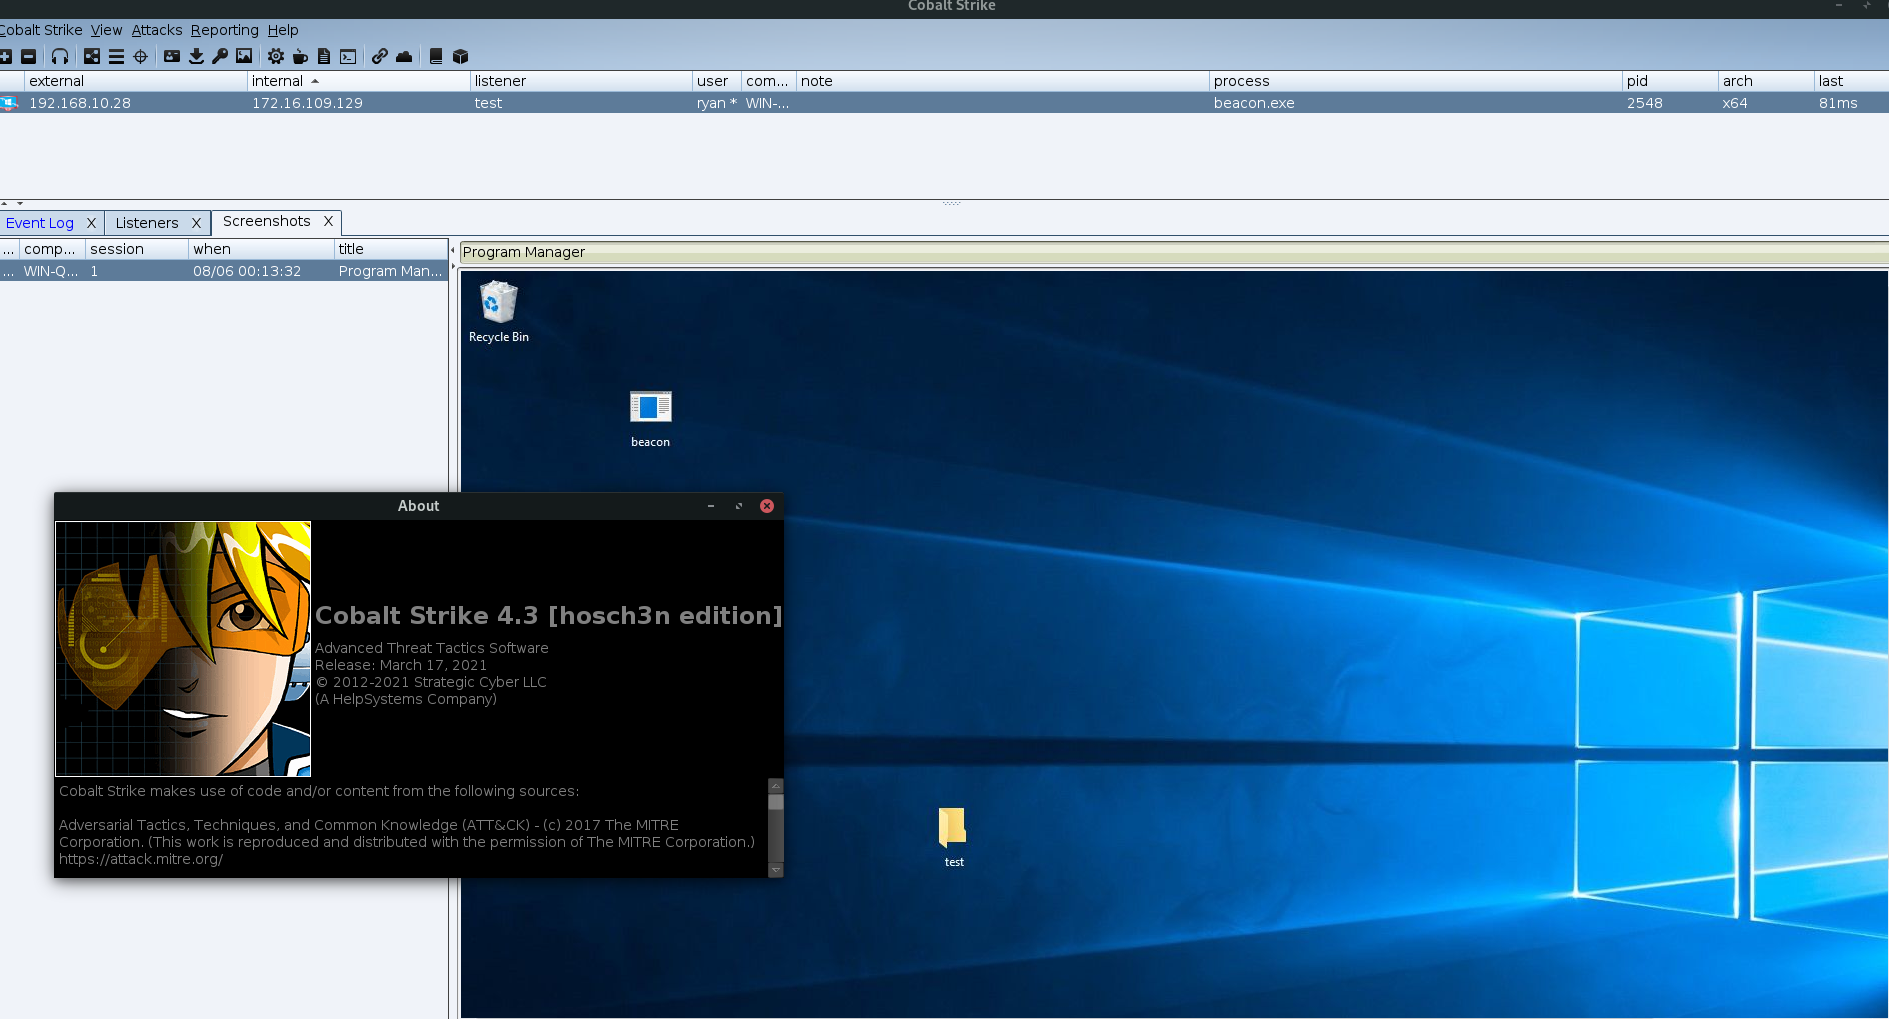 Cobalt Strike
Cobalt Strike View Attacks Reporting Help
external internal listener user com... note process pid arch last
192.168.10.28 172.16.109.129 test ryan * WIN-... beacon.exe 2548 x64 81ms
Event Log X Listeners X Screenshots X
... comp... session when title
... WIN-Q... 1 08/06 00:13:32 Program Man...
Program Manager
Recycle Bin
beacon
About
Cobalt Strike 4.3 [hosch3n edition]
Advanced Threat Tactics Software
Release: March 17, 2021
© 2012-2021 Strategic Cyber LLC
(A HelpSystems Company)
Cobalt Strike makes use of code and/or content from the following sources:
Adversarial Tactics, Techniques, and Common Knowledge (ATT&CK) - (c) 2017 The MITRE
Corporation. (This work is reproduced and distributed with the permission of The MITRE Corporation.)
https://attack.mitre.org/
test